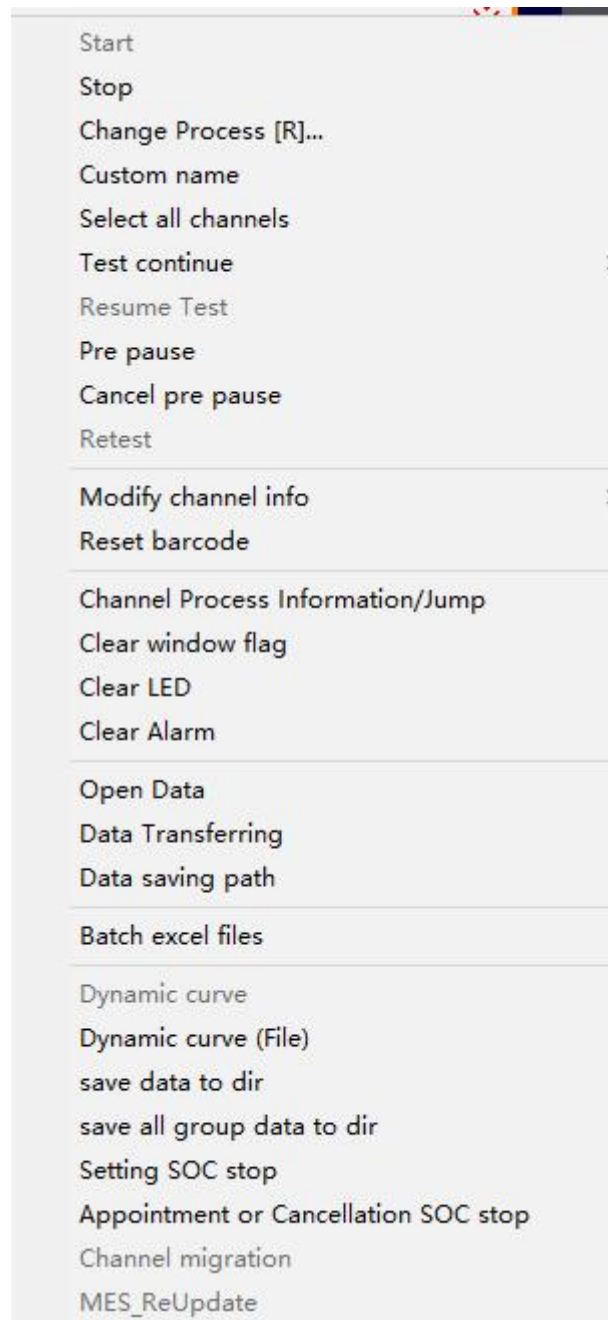 Start
Stop
Change Process [R]...
Custom name
Select all channels
Test continue
Resume Test
Pre pause
Cancel pre pause
Retest
Modify channel info
Reset barcode
Channel Process Information/Jump
Clear window flag
Clear LED
Clear Alarm
Open Data
Data Transferring
Data saving path
Batch excel files
Dynamic curve
Dynamic curve (File)
save data to dir
save all group data to dir
Setting SOC stop
Appointment or Cancellation SOC stop
Channel migration
MES_ReUpdate